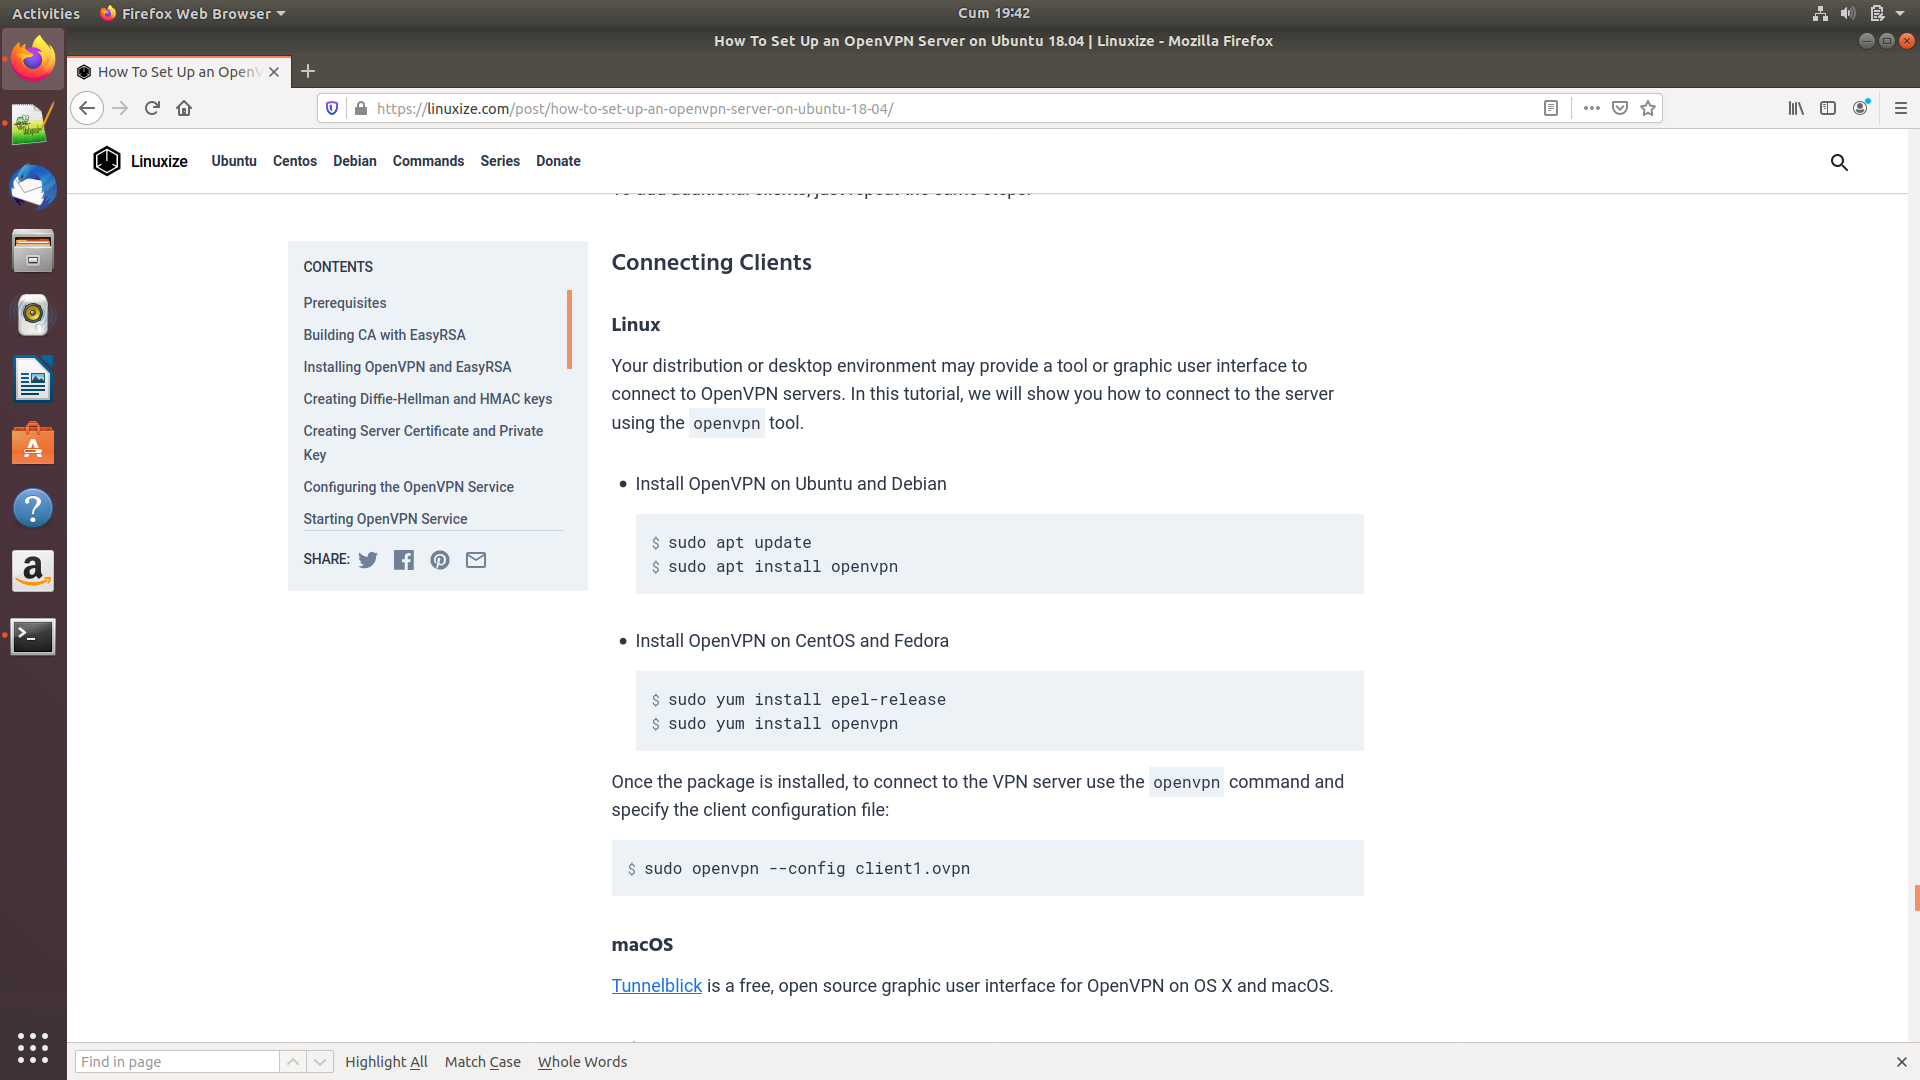 Activities Firefox Web Browser Cum 19:42
How To Set Up an OpenVPN Server on Ubuntu 18.04 | Linuxize - Mozilla Firefox
How To Set Up an OpenV
https://linuxize.com/post/how-to-set-up-an-openvpn-server-on-ubuntu-18-04/
Linuxize Ubuntu Centos Debian Commands Series Donate
To add additional clients, just repeat the same steps.
CONTENTS
Prerequisites
Building CA with EasyRSA
Installing OpenVPN and EasyRSA
Creating Diffie-Hellman and HMAC keys
Creating Server Certificate and Private
Key
Configuring the OpenVPN Service
Starting OpenVPN Service
SHARE:
Connecting Clients
Linux
Your distribution or desktop environment may provide a tool or graphic user interface to
connect to OpenVPN servers. In this tutorial, we will show you how to connect to the server
using the openvpn tool.
• Install OpenVPN on Ubuntu and Debian
$ sudo apt update
$ sudo apt install openvpn
• Install OpenVPN on CentOS and Fedora
$ sudo yum install epel-release
$ sudo yum install openvpn
Once the package is installed, to connect to the VPN server use the openvpn command and
specify the client configuration file:
$ sudo openvpn --config client1.ovpn
macOS
Tunnelblick is a free, open source graphic user interface for OpenVPN on OS X and macOS.
Find in page Highlight All Match Case Whole Words